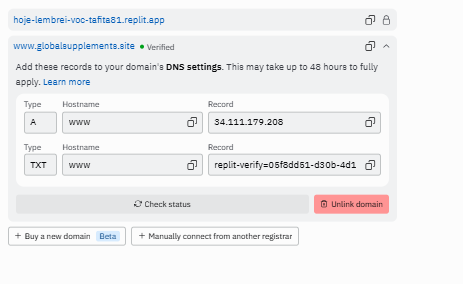 hoje-lembrei-voc-tafita81.replit.app
www.globalsupplements.site Verified
Add these records to your domain's DNS settings. This may take up to 48 hours to fully
apply. Learn more
Type Hostname Record
A www 34.111.179.208
Type Hostname Record
TXT www replit-verify=05f8dd51-d30b-4d1
Check status Unlink domain
+ Buy a new domain Beta + Manually connect from another registrar